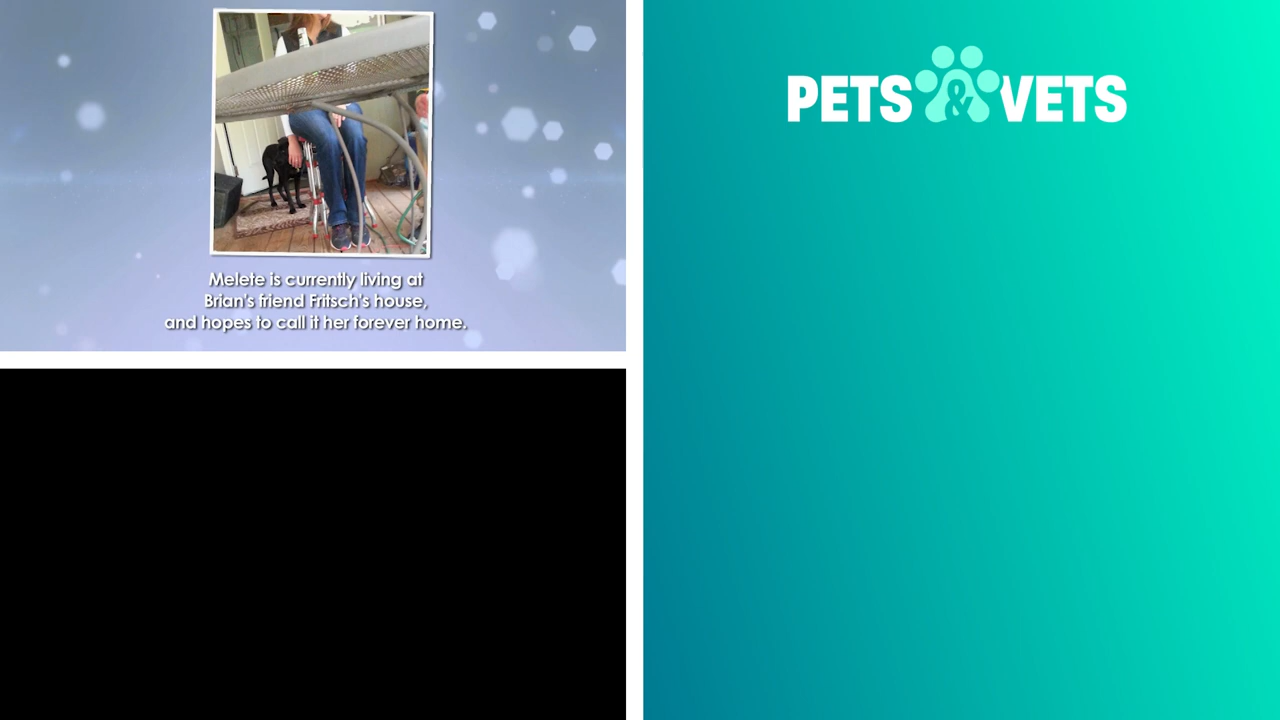 Melete is currently living at
Brian's friend Fritsch's house,
and hopes to call it her forever home.
PETS & VETS